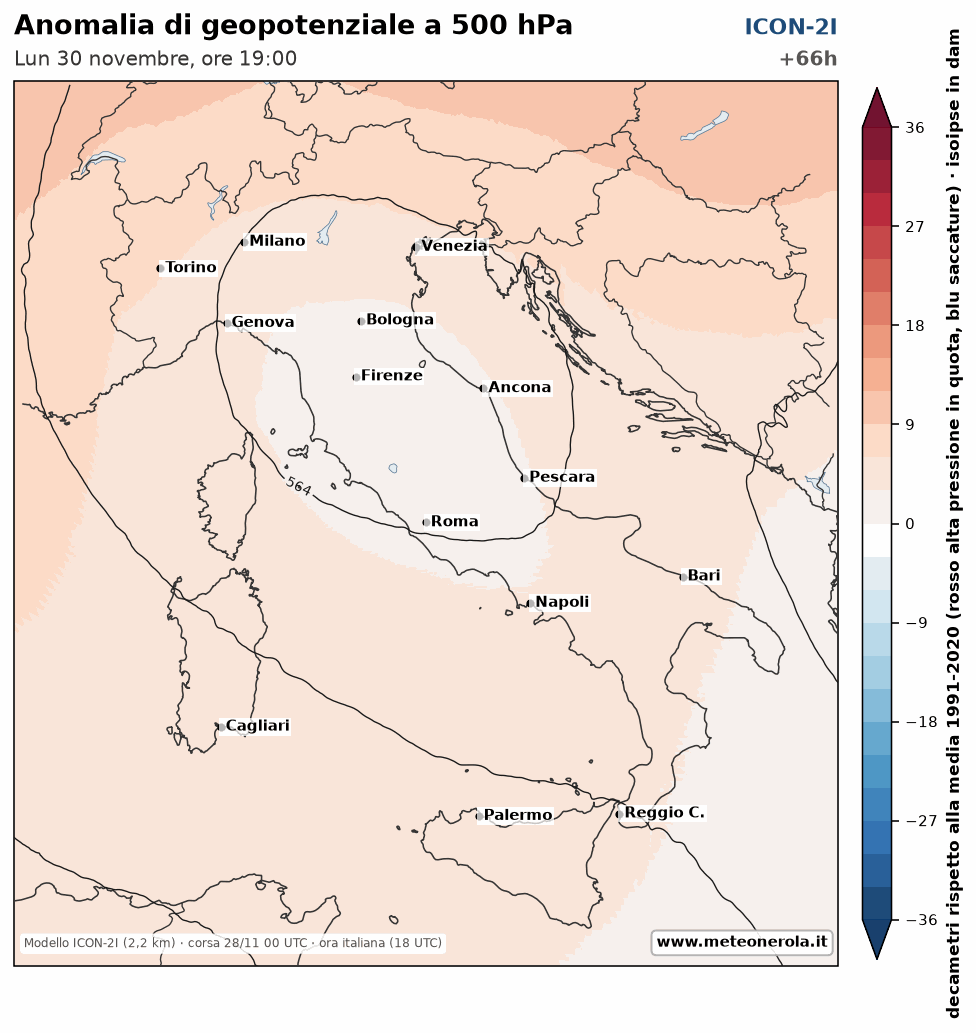 Anomalia di geopotenziale a 500 hPa
ICON-2I
Lun 30 novembre, ore 19:00
+66h
Milano
Venezia
Torino
Genova
Bologna
Firenze
Ancona
Pescara
564
Roma
Bari
Napoli
Cagliari
Palermo
Reggio C.
Modello ICON-2I (2,2 km) · corsa 28/11 00 UTC · ora italiana (18 UTC)
www.meteonerola.it
36
27
18
9
0
−9
−18
−27
−36
decametri rispetto alla media 1991-2020 (rosso alta pressione in quota, blu saccature) · isoipse in dam